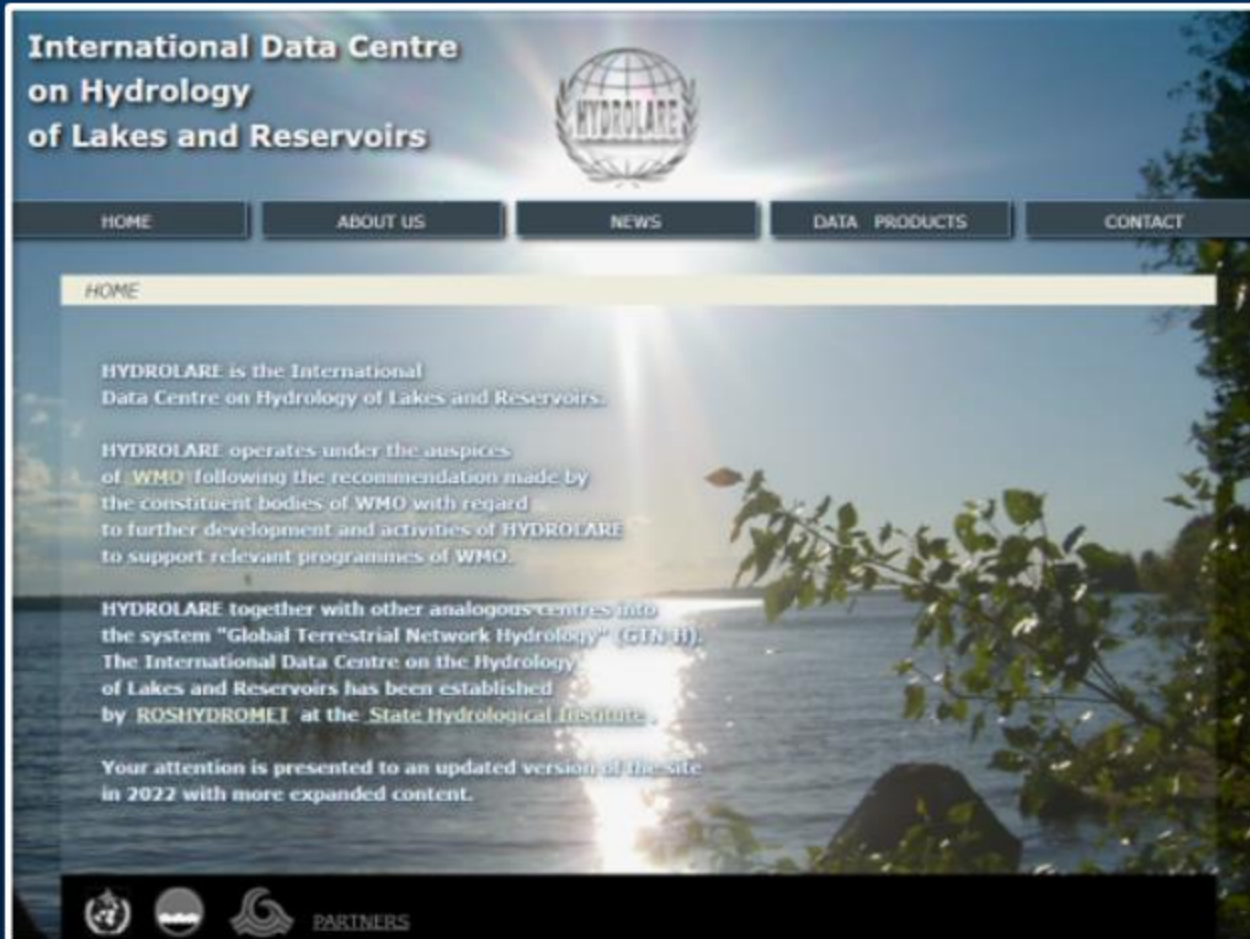 International Data Centre
on Hydrology
of Lakes and Reservoirs
HYDROLARE
HOME
ABOUT US
NEWS
DATA PRODUCTS
CONTACT
HOME
HYDROLARE is the International
Data Centre on Hydrology of Lakes and Reservoirs.
HYDROLARE operates under the auspices
of WMO following the recommendation made by
the constituent bodies of WMO with regard
to further development and activities of HYDROLARE
to support relevant programmes of WMO.
HYDROLARE together with other analogous centres into
the system "Global Terrestrial Network Hydrology" (GTN-H).
The International Data Centre on the Hydrology
of Lakes and Reservoirs has been established
by ROSHYDROMET at the State Hydrological Institute .
Your attention is presented to an updated version of the site
in 2022 with more expanded content.
PARTNERS